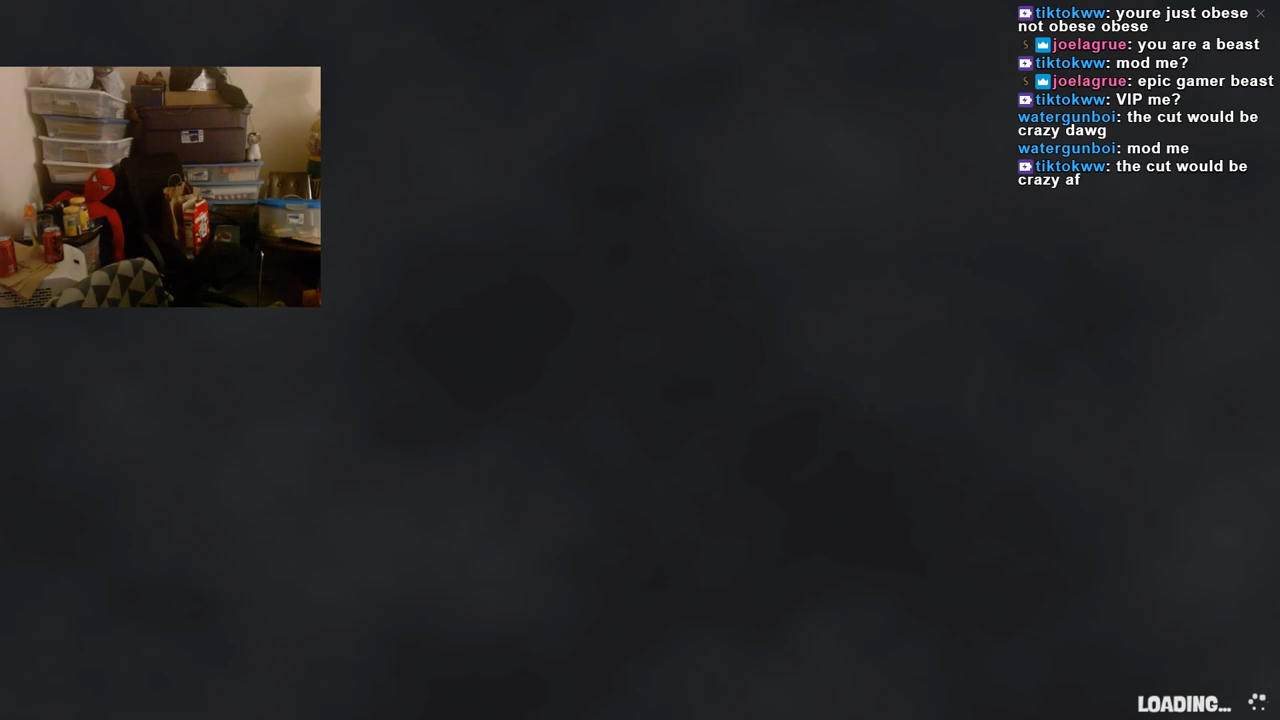 tiktokww: youre just obese
not obese obese
joelagrue: you are a beast
tiktokww: mod me?
joelagrue: epic gamer beast
tiktokww: VIP me?
watergunboi: the cut would be
crazy dawg
watergunboi: mod me
tiktokww: the cut would be
crazy af
LOADING...